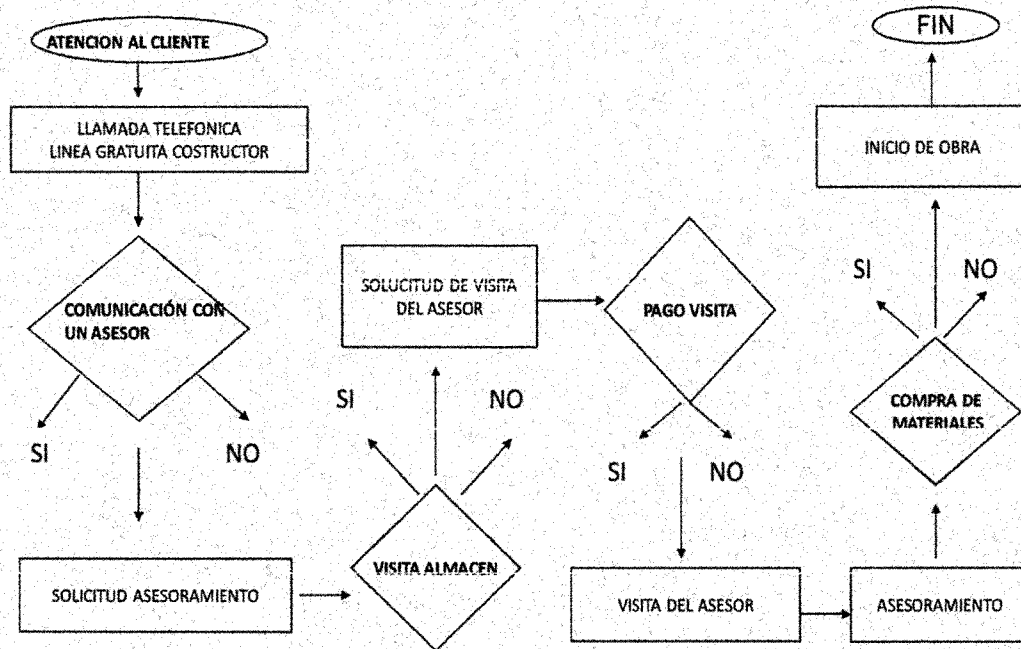 ATENCION AL CLIENTE
LLAMADA TELEFONICA
LINEA GRATUITA COSTRUCTOR
COMUNICACIÓN CON
UN ASESOR
SI
NO
SOLICITUD ASESORAMIENTO
VISITA ALMACEN
SI
NO
SOLUCITUD DE VISITA
DEL ASESOR
PAGO VISITA
SI
NO
VISITA DEL ASESOR
ASESORAMIENTO
COMPRA DE
MATERIALES
SI
NO
INICIO DE OBRA
FIN